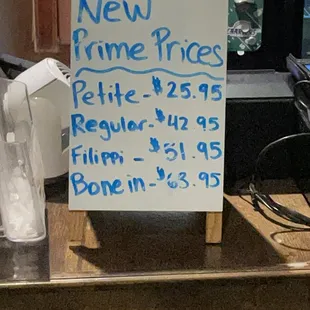 New
Prime Prices
Petite - $25.95
Regular - $42.95
Filippi - $51.95
Bone in - $63.95